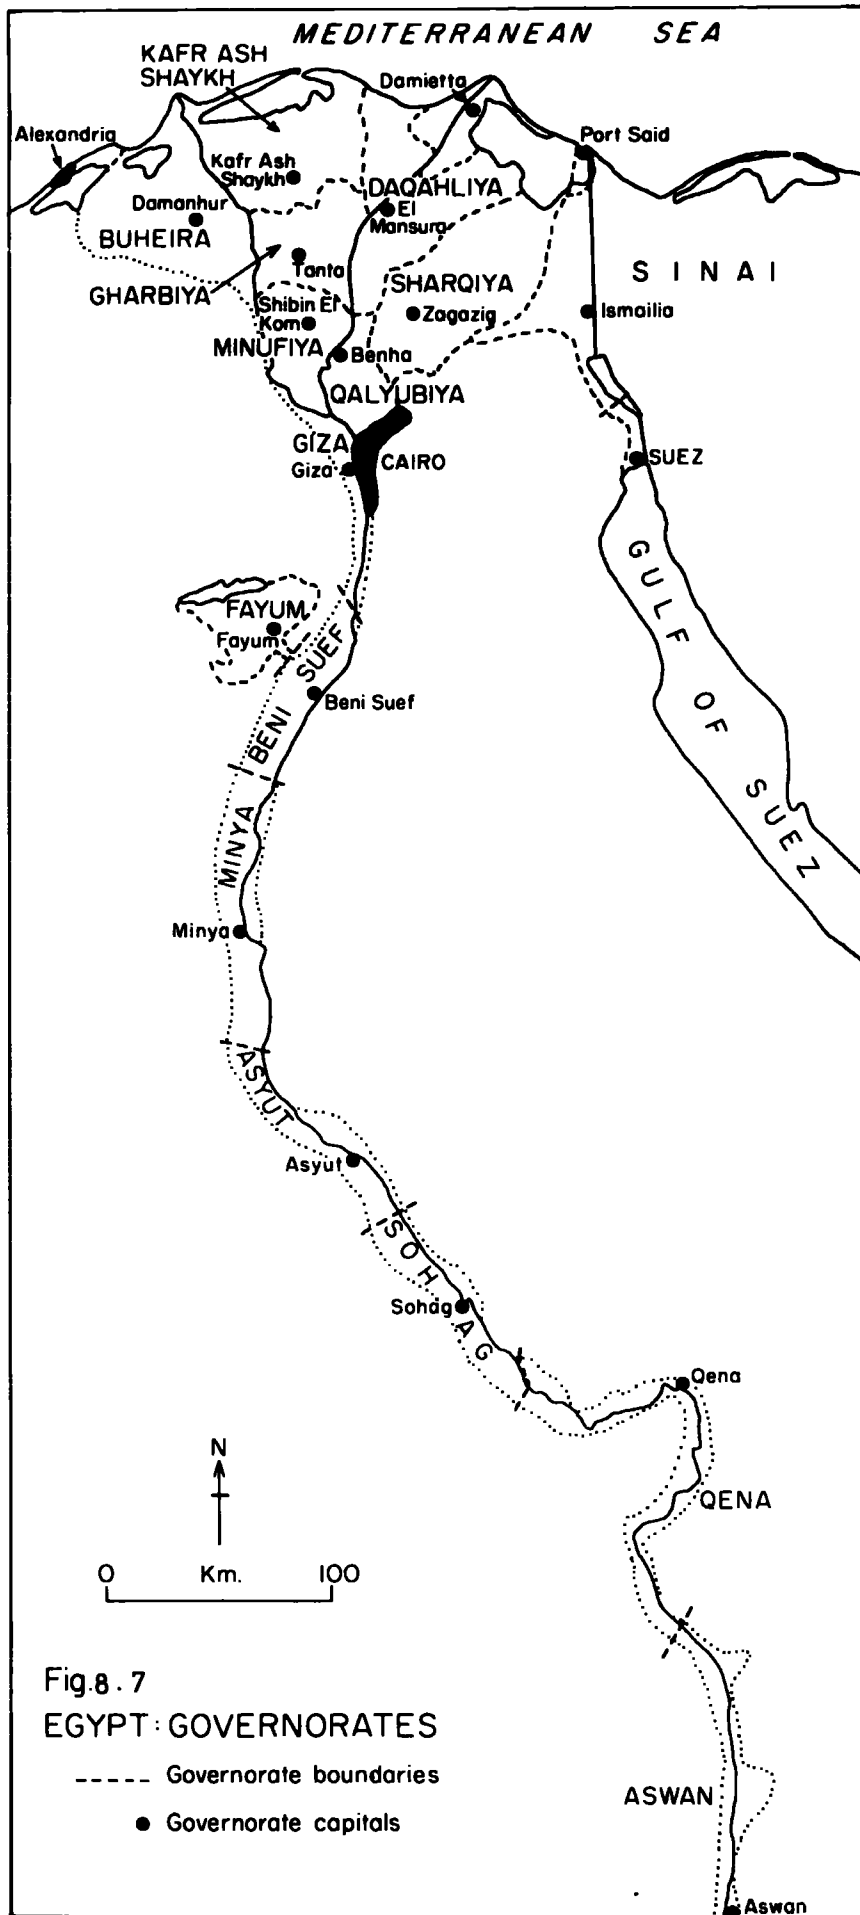 MEDITERRANEAN SEA
KAFR ASH
SHAYKH
Damietta
Alexandria
Port Said
Kafr Ash
Shaykh
DAQAHLIYA
Damanhur
El
Mansura
BUHEIRA
SINAI
Tanta
GHARBIYA
SHARQIYA
Shibin El
Kom
Zagazig
Ismailia
MINUFIYA
Benha
QALYUBIYA
GIZA
Giza
CAIRO
SUEZ
GULF OF SUEZ
FAYUM
Fayum
BENI SUEF
Beni Suef
MINYA
Minya
ASYUT
Asyut
SOHAG
Sohag
Qena
N
QENA
0 Km. 100
Fig.8.7
EGYPT: GOVERNORATES
Governorate boundaries
ASWAN
Governorate capitals
Aswan